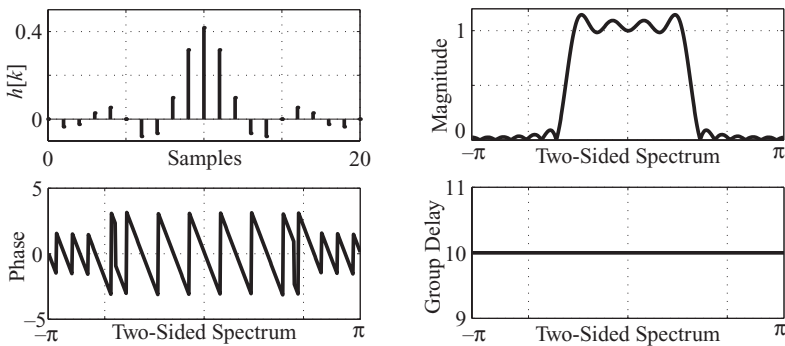 h[k]
0.4
0
0
Samples
20
Magnitude
1
0
−π
Two-Sided Spectrum
π
Phase
5
0
−5
−π
Two-Sided Spectrum
π
Group Delay
11
10
9
−π
Two-Sided Spectrum
π